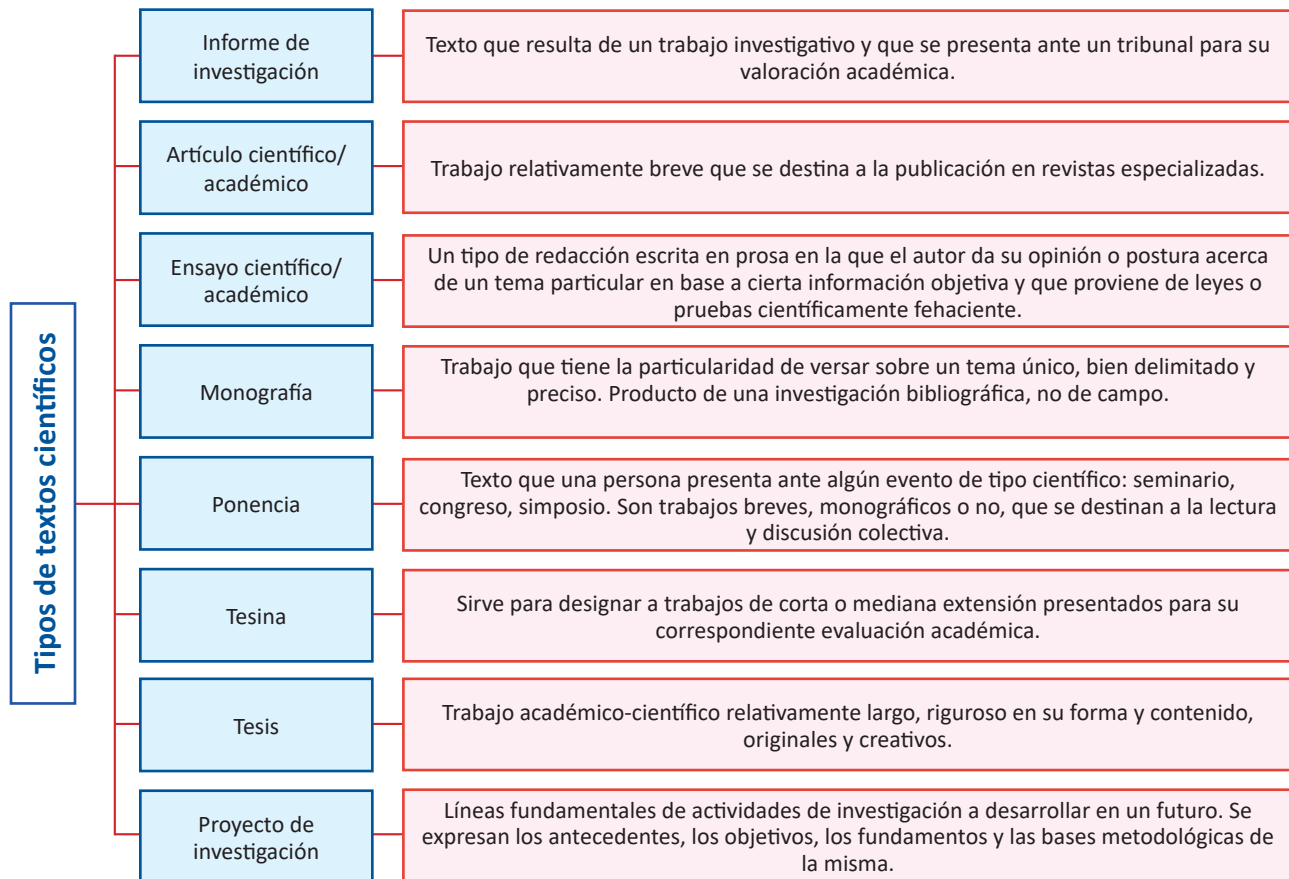 Tipos de textos científicos
Informe de
investigación
Texto que resulta de un trabajo investigativo y que se presenta ante un tribunal para su
valoración académica.
Artículo científico/
académico
Trabajo relativamente breve que se destina a la publicación en revistas especializadas.
Ensayo científico/
académico
Un tipo de redacción escrita en prosa en la que el autor da su opinión o postura acerca
de un tema particular en base a cierta información objetiva y que proviene de leyes o
pruebas científicamente fehaciente.
Monografía
Trabajo que tiene la particularidad de versar sobre un tema único, bien delimitado y
preciso. Producto de una investigación bibliográfica, no de campo.
Ponencia
Texto que una persona presenta ante algún evento de tipo científico: seminario,
congreso, simposio. Son trabajos breves, monográficos o no, que se destinan a la lectura
y discusión colectiva.
Tesina
Sirve para designar a trabajos de corta o mediana extensión presentados para su
correspondiente evaluación académica.
Tesis
Trabajo académico-científico relativamente largo, riguroso en su forma y contenido,
originales y creativos.
Proyecto de
investigación
Líneas fundamentales de actividades de investigación a desarrollar en un futuro. Se
expresan los antecedentes, los objetivos, los fundamentos y las bases metodológicas de
la misma.